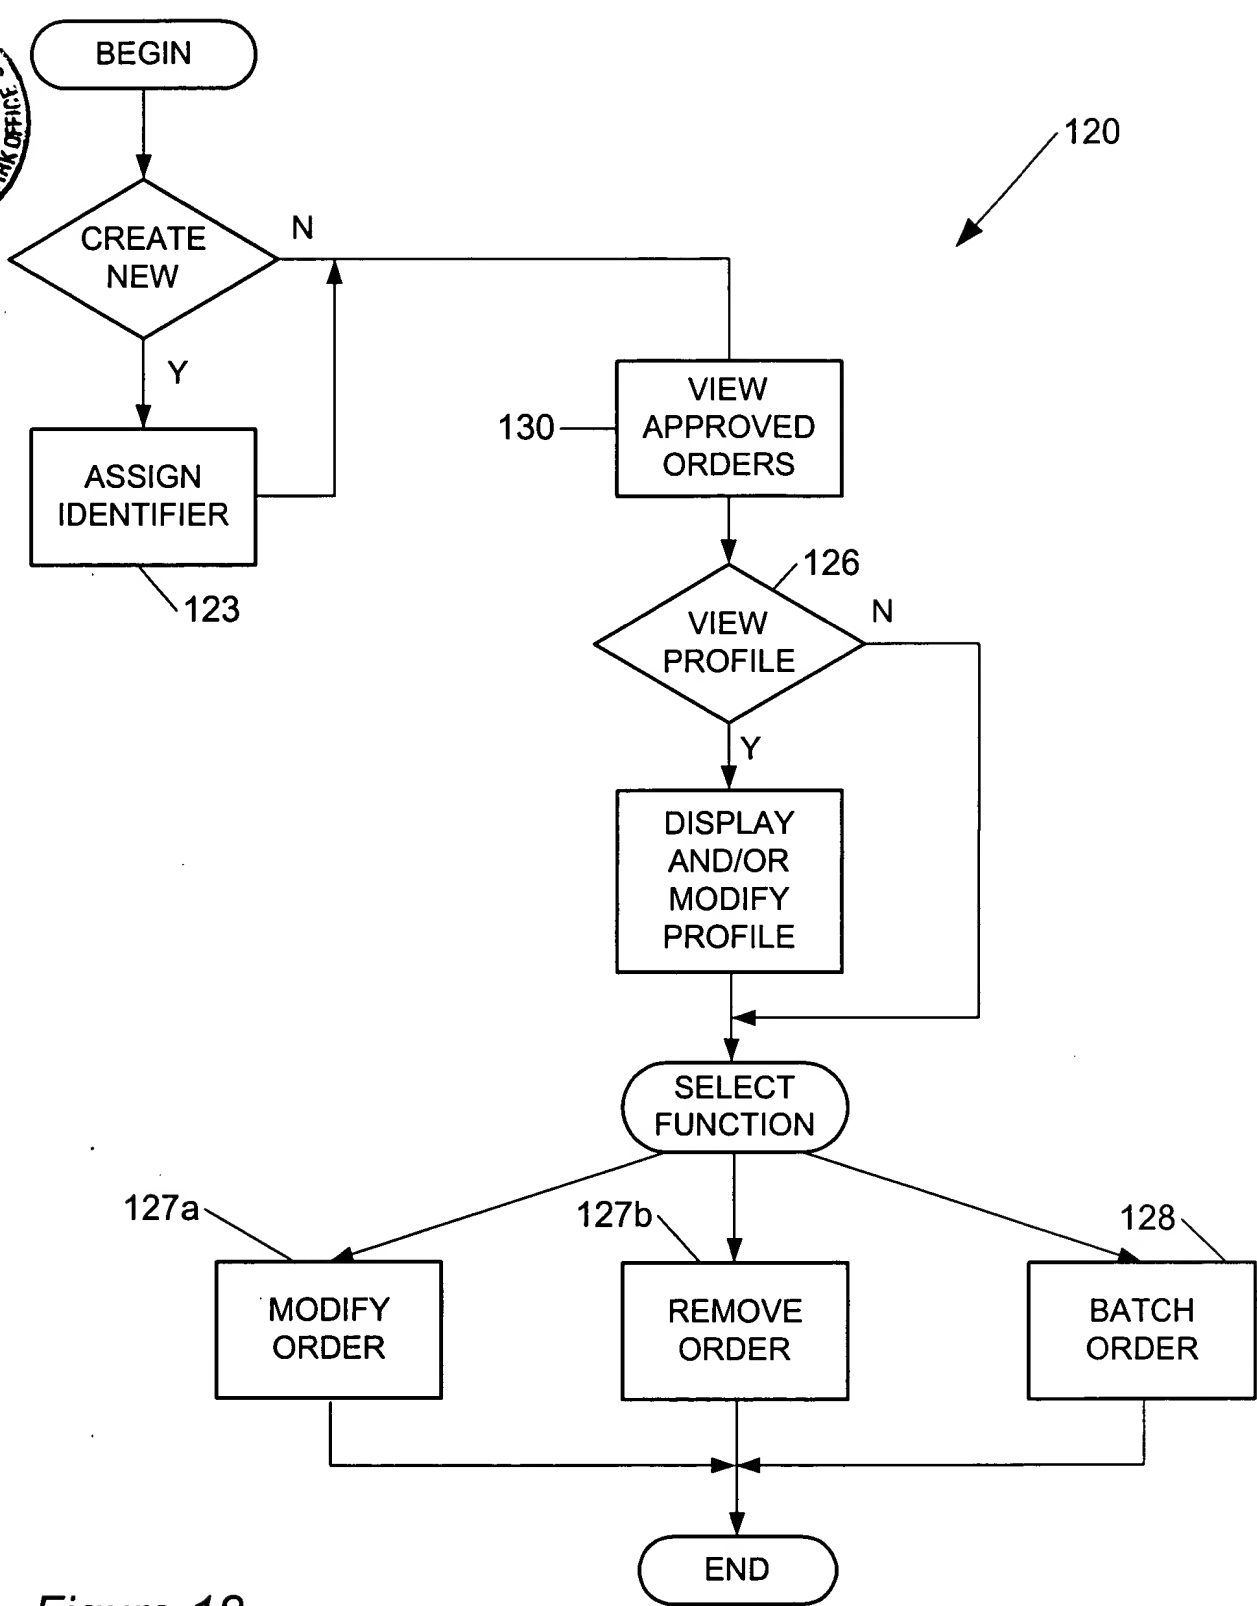 BEGIN
OFFICE
120
CREATE
NEW
N
Y
VIEW
APPROVED
ORDERS
130
ASSIGN
IDENTIFIER
123
126
VIEW
PROFILE
N
Y
DISPLAY
AND/OR
MODIFY
PROFILE
SELECT
FUNCTION
127a
127b
128
MODIFY
ORDER
REMOVE
ORDER
BATCH
ORDER
END